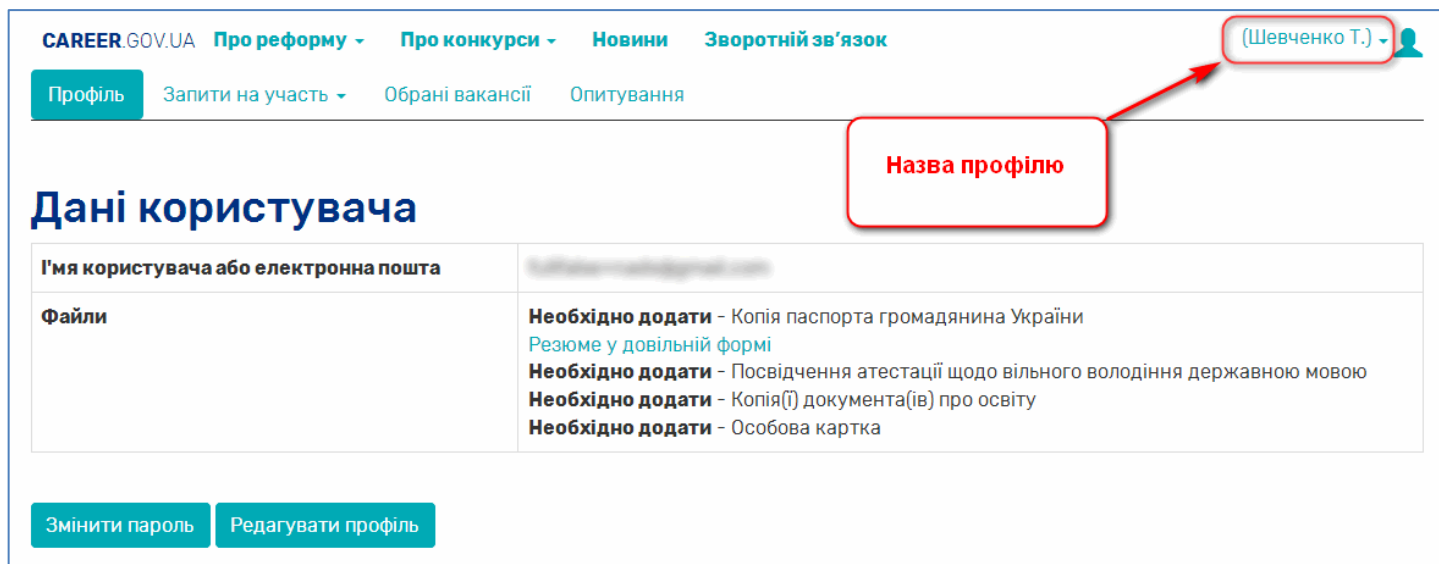 CAREER.GOV.UA Про реформу Про конкурси Новини Зворотній зв'язок (Шевченко Т.)
Профіль Запити на участь Обрані вакансії Опитування
Назва профілю
Дані користувача
І'мя користувача або електронна пошта
Файли
Необхідно додати - Копія паспорта громадянина України
Резюме у довільній формі
Необхідно додати - Посвідчення атестації щодо вільного володіння державною мовою
Необхідно додати - Копія(ї) документа(ів) про освіту
Необхідно додати - Особова картка
Змінити пароль Редагувати профіль